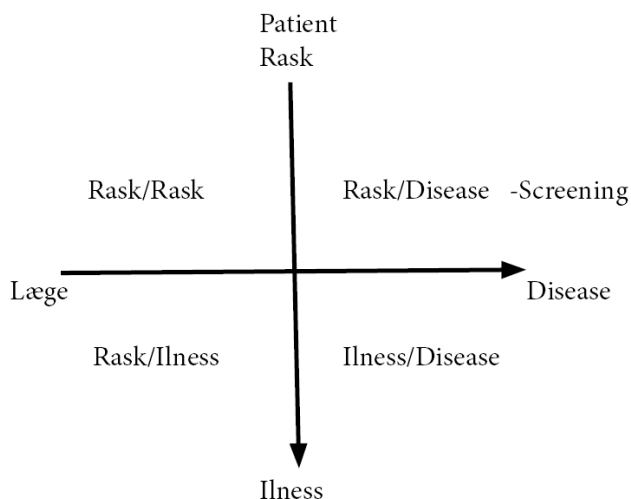 Patient
Rask
Rask/Rask
Rask/Disease -Screening
Læge
Disease
Rask/Ilness
Ilness/Disease
Ilness